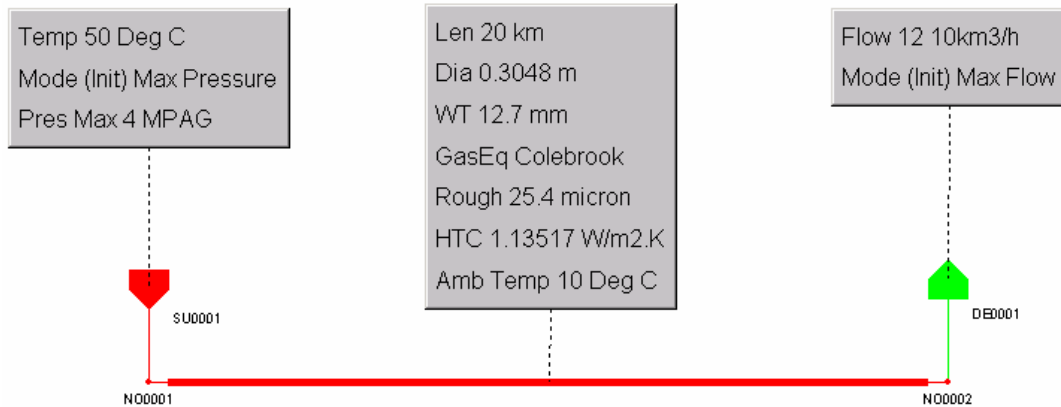 Temp 50 Deg C
Mode (Init) Max Pressure
Pres Max 4 MPAG
Len 20 km
Dia 0.3048 m
WT 12.7 mm
GasEq Colebrook
Rough 25.4 micron
HTC 1.13517 W/m2.K
Amb Temp 10 Deg C
Flow 12 10km3/h
Mode (Init) Max Flow
SU0001
DE0001
NO0001
NO0002